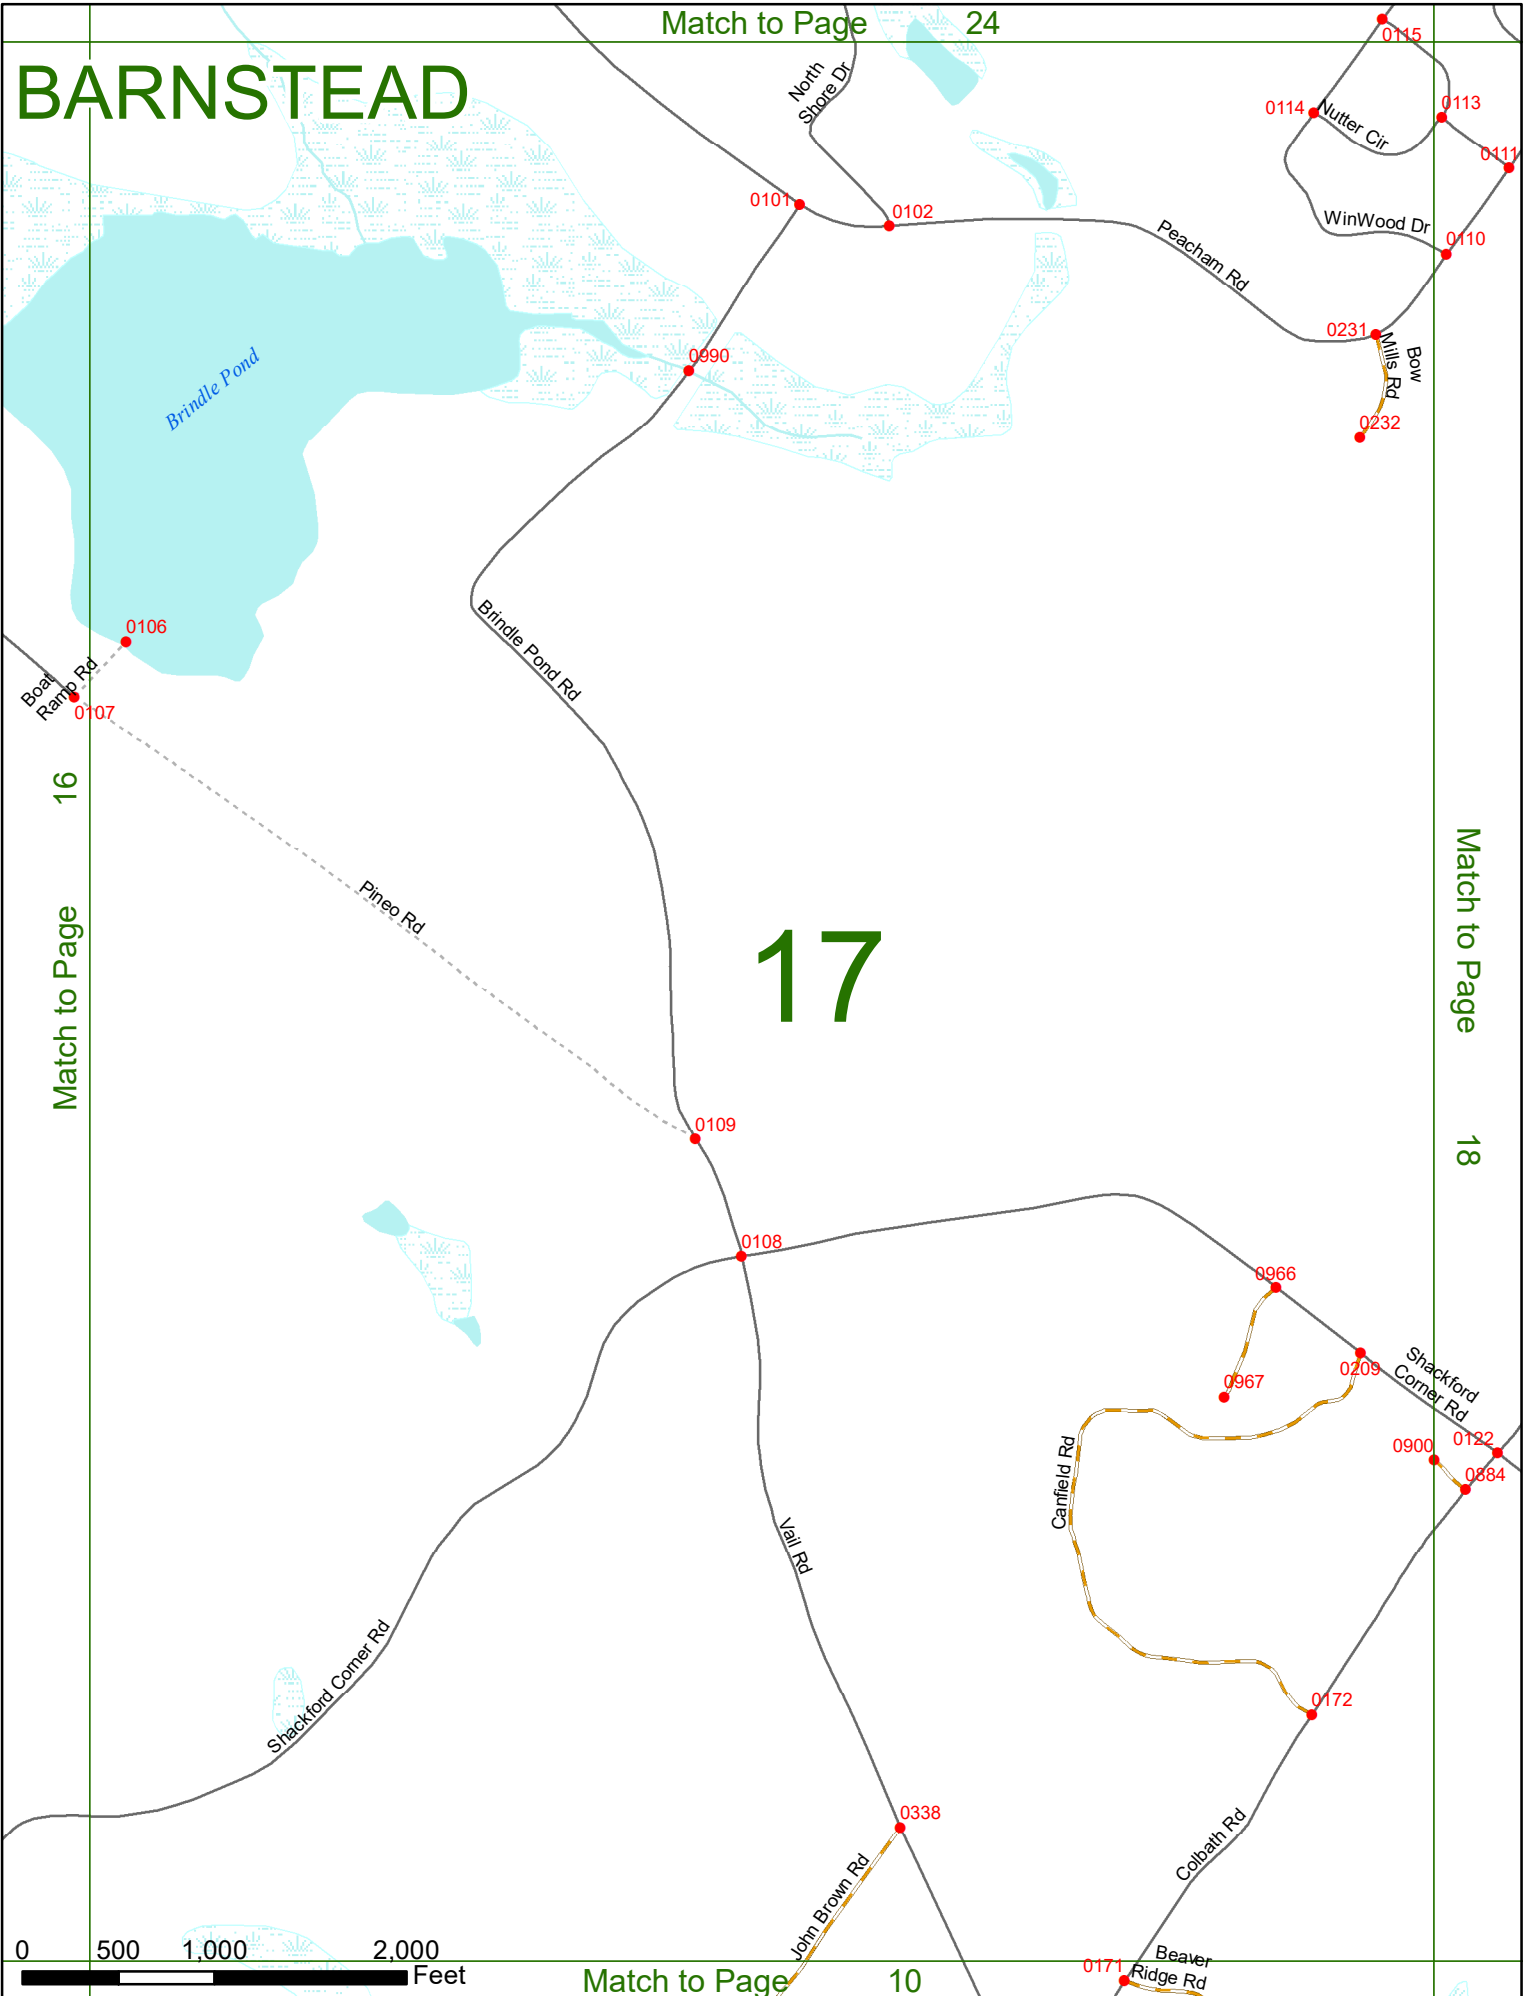 Match to Page 24
BARNSTEAD
North
Shore Dr
0115
0114
Nutter Cir
0113
0111
0101
0102
Peacham Rd
WinWood Dr
0110
0231
Bow
Mills Rd
0232
0990
Brindle Pond
Brindle Pond Rd
0106
Boat
Ramp Rd
0107
Match to Page 16
Pineo Rd
17
Match to Page 18
0109
0108
0966
0967
0209
Shackford
Corner Rd
0122
0900
0884
Canfield Rd
Vail Rd
Shackford Corner Rd
0172
0338
Colbath Rd
John Brown Rd
0171
Beaver
Ridge Rd
0 500 1,000 2,000
Feet
Match to Page 10